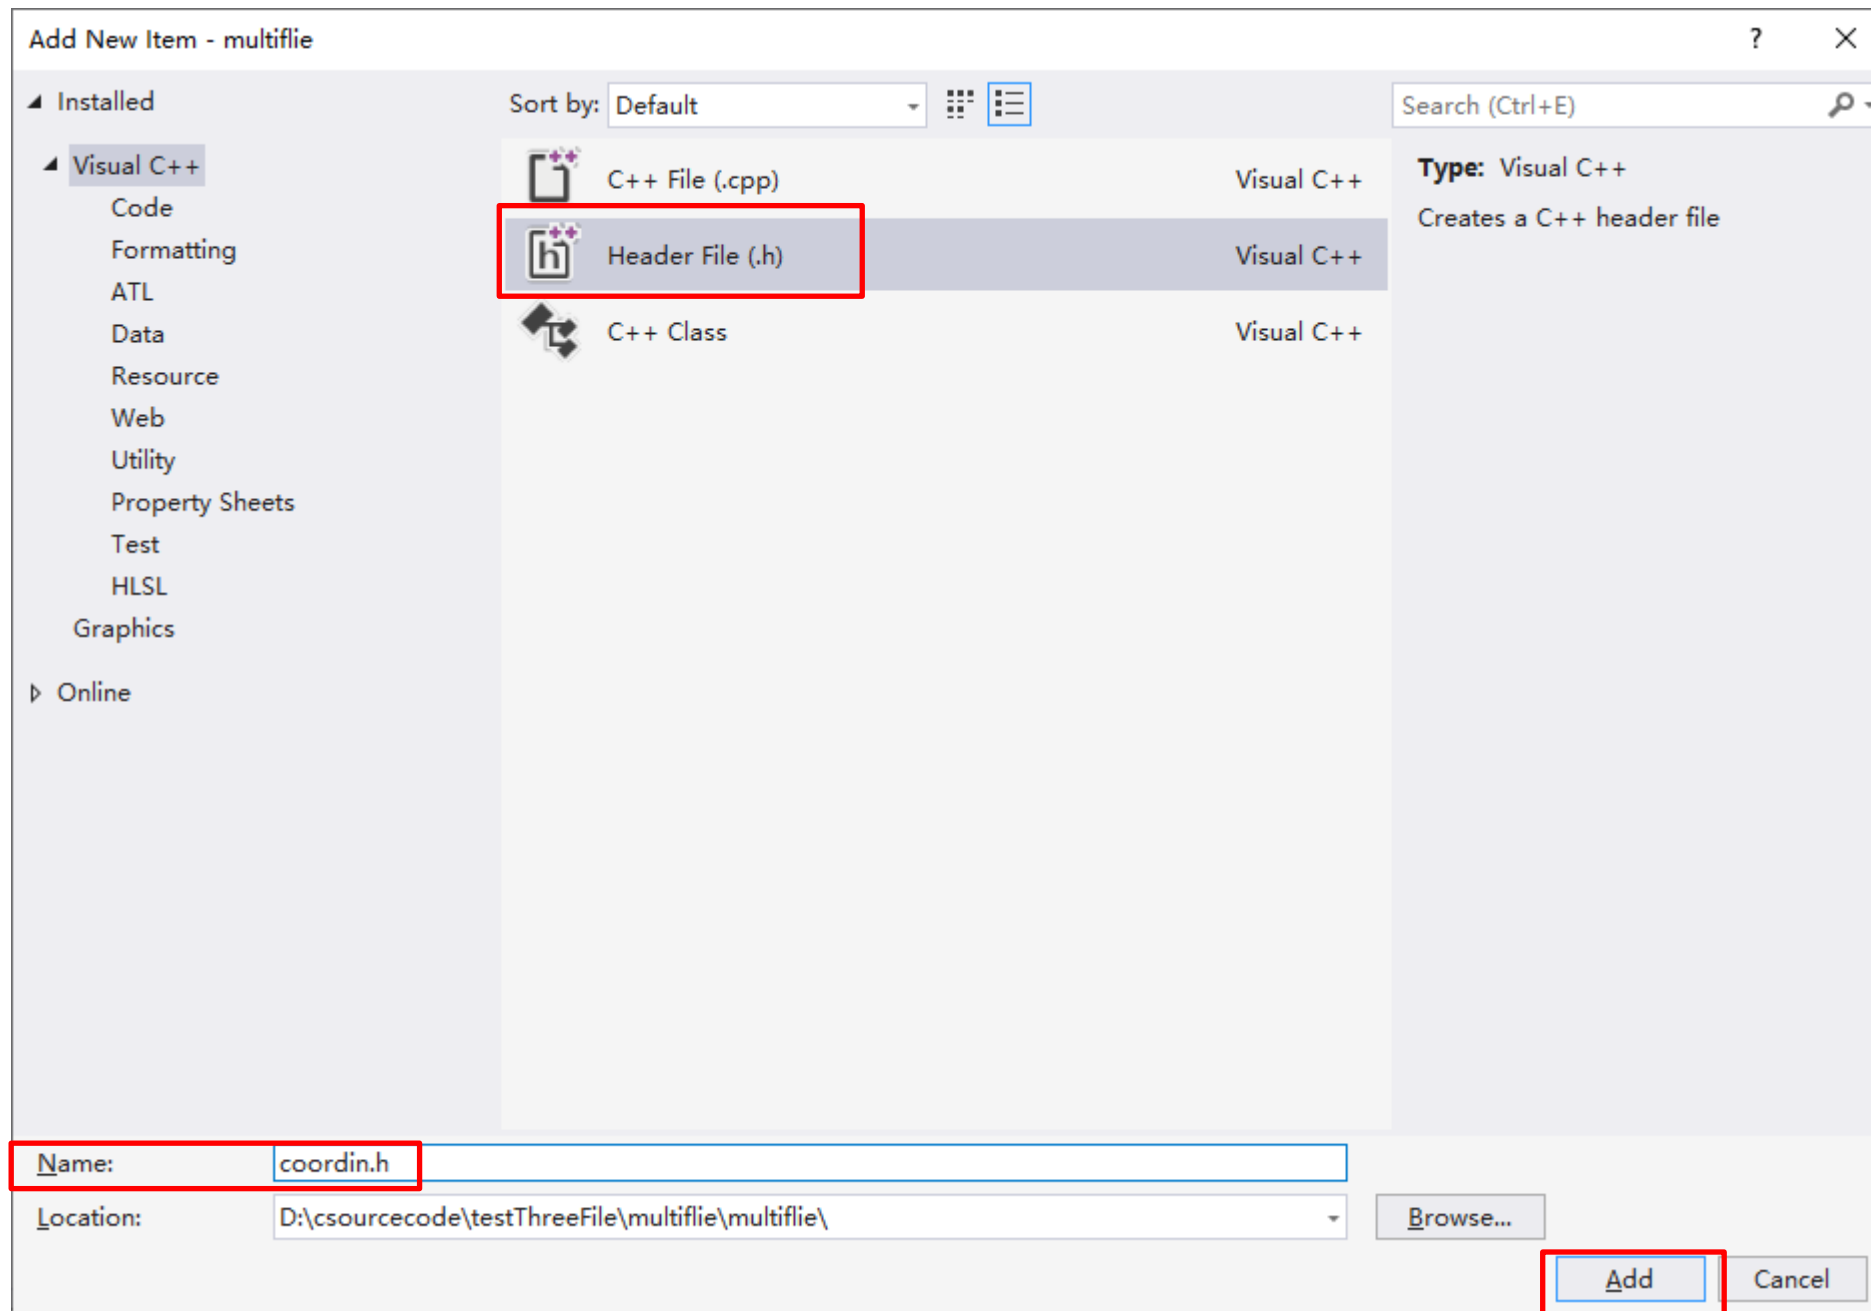 Add New Item - multiflie
?
Installed
Sort by: Default
Search (Ctrl+E)
Visual C++
Code
Formatting
ATL
Data
Resource
Web
Utility
Property Sheets
Test
HLSL
Graphics
Online
C++ File (.cpp) Visual C++
Header File (.h) Visual C++
C++ Class Visual C++
Type: Visual C++
Creates a C++ header file
Name: coordin.h
Location: D:\csourcecode\testThreeFile\multiflie\multiflie\
Browse...
Add Cancel